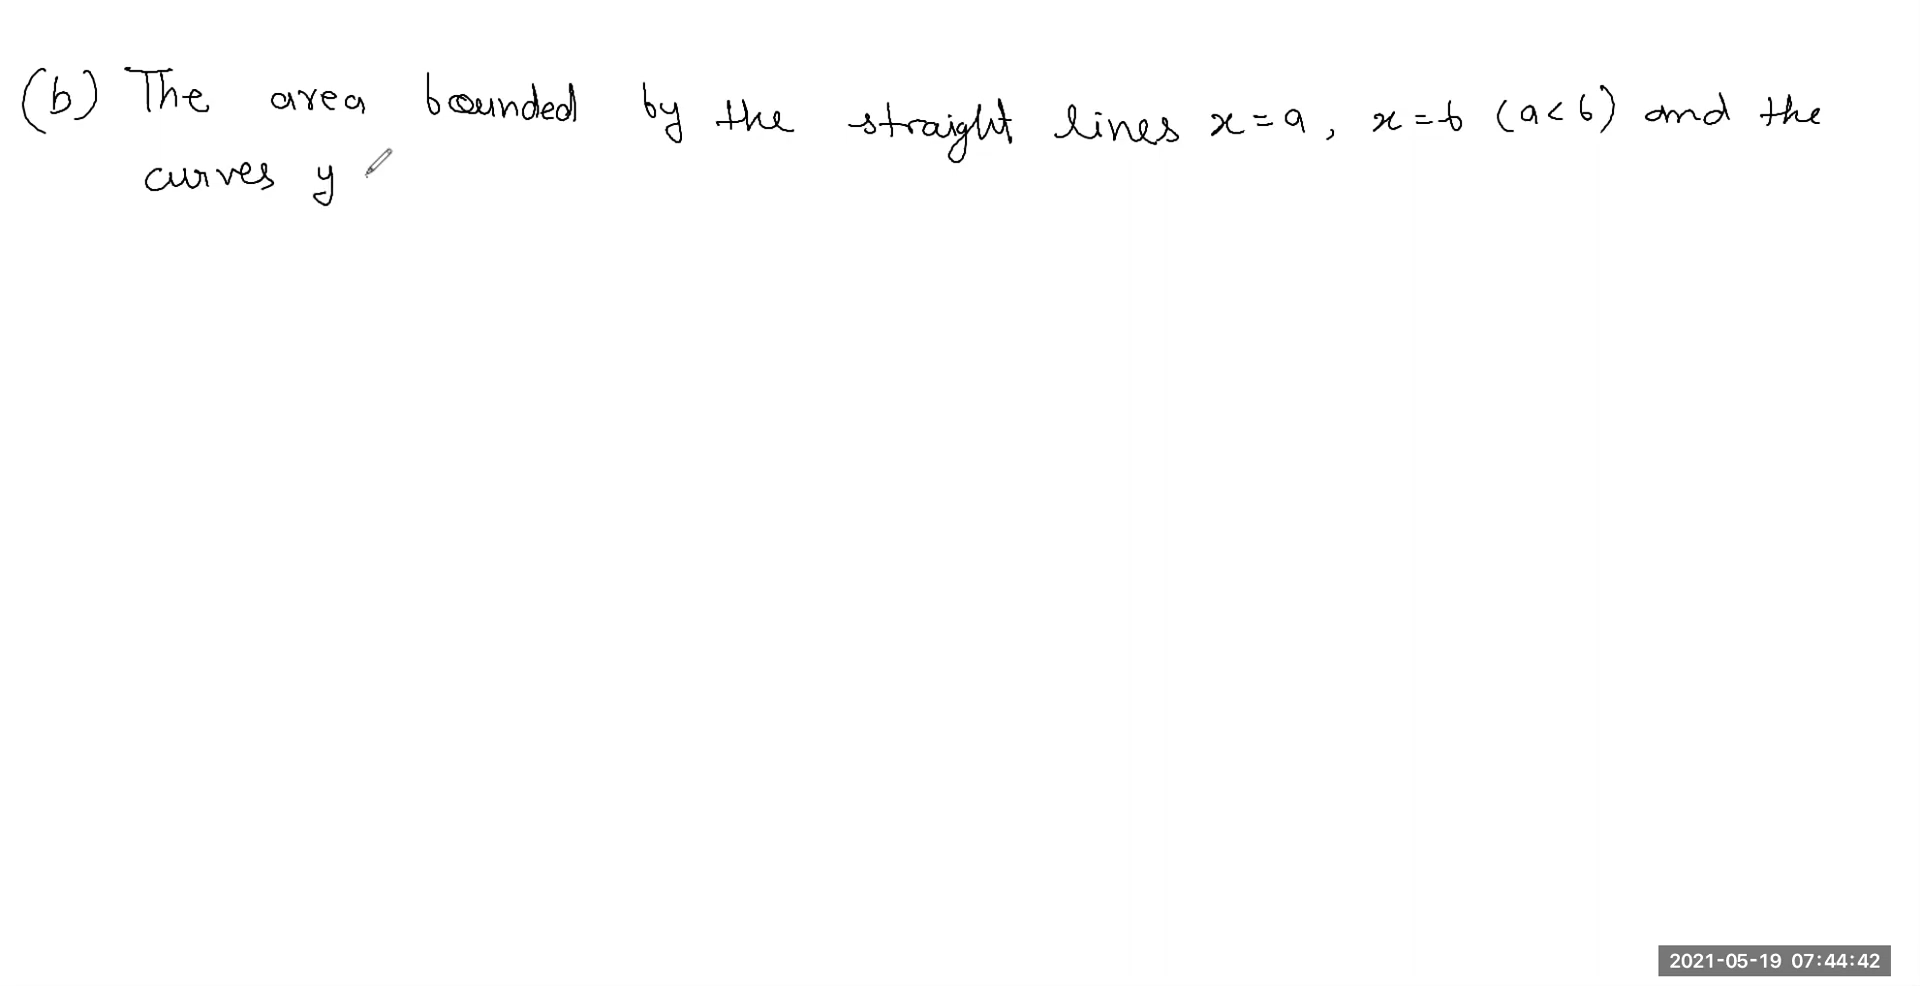 (b) The area bounded by the straight lines x = a, x = b (a < b) and the
curves y
2021-05-19 07:44:42